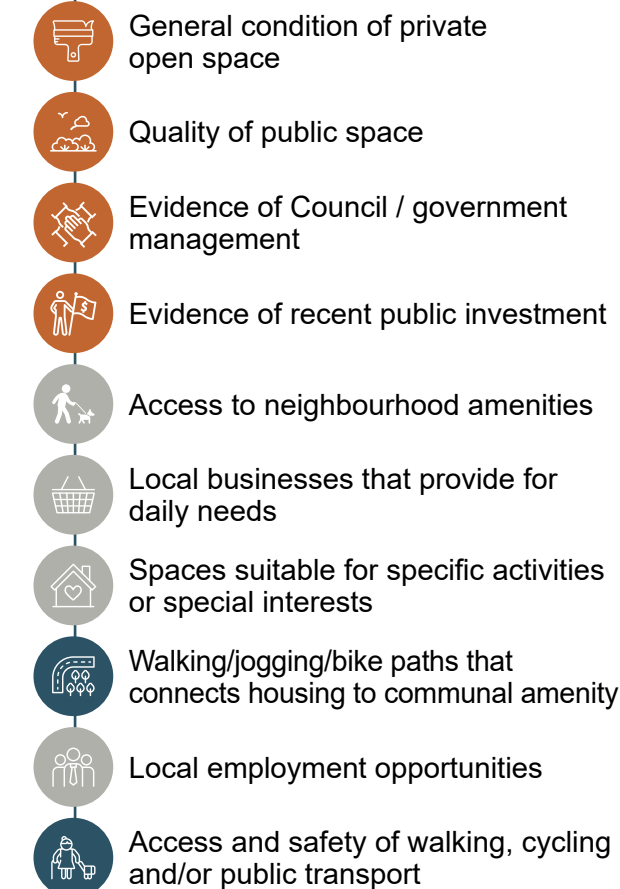 General condition of private
open space
Quality of public space
Evidence of Council / government
management
$
Evidence of recent public investment
Access to neighbourhood amenities
Local businesses that provide for
daily needs
Spaces suitable for specific activities
or special interests
Walking/jogging/bike paths that
connects housing to communal amenity
Local employment opportunities
Access and safety of walking, cycling
and/or public transport